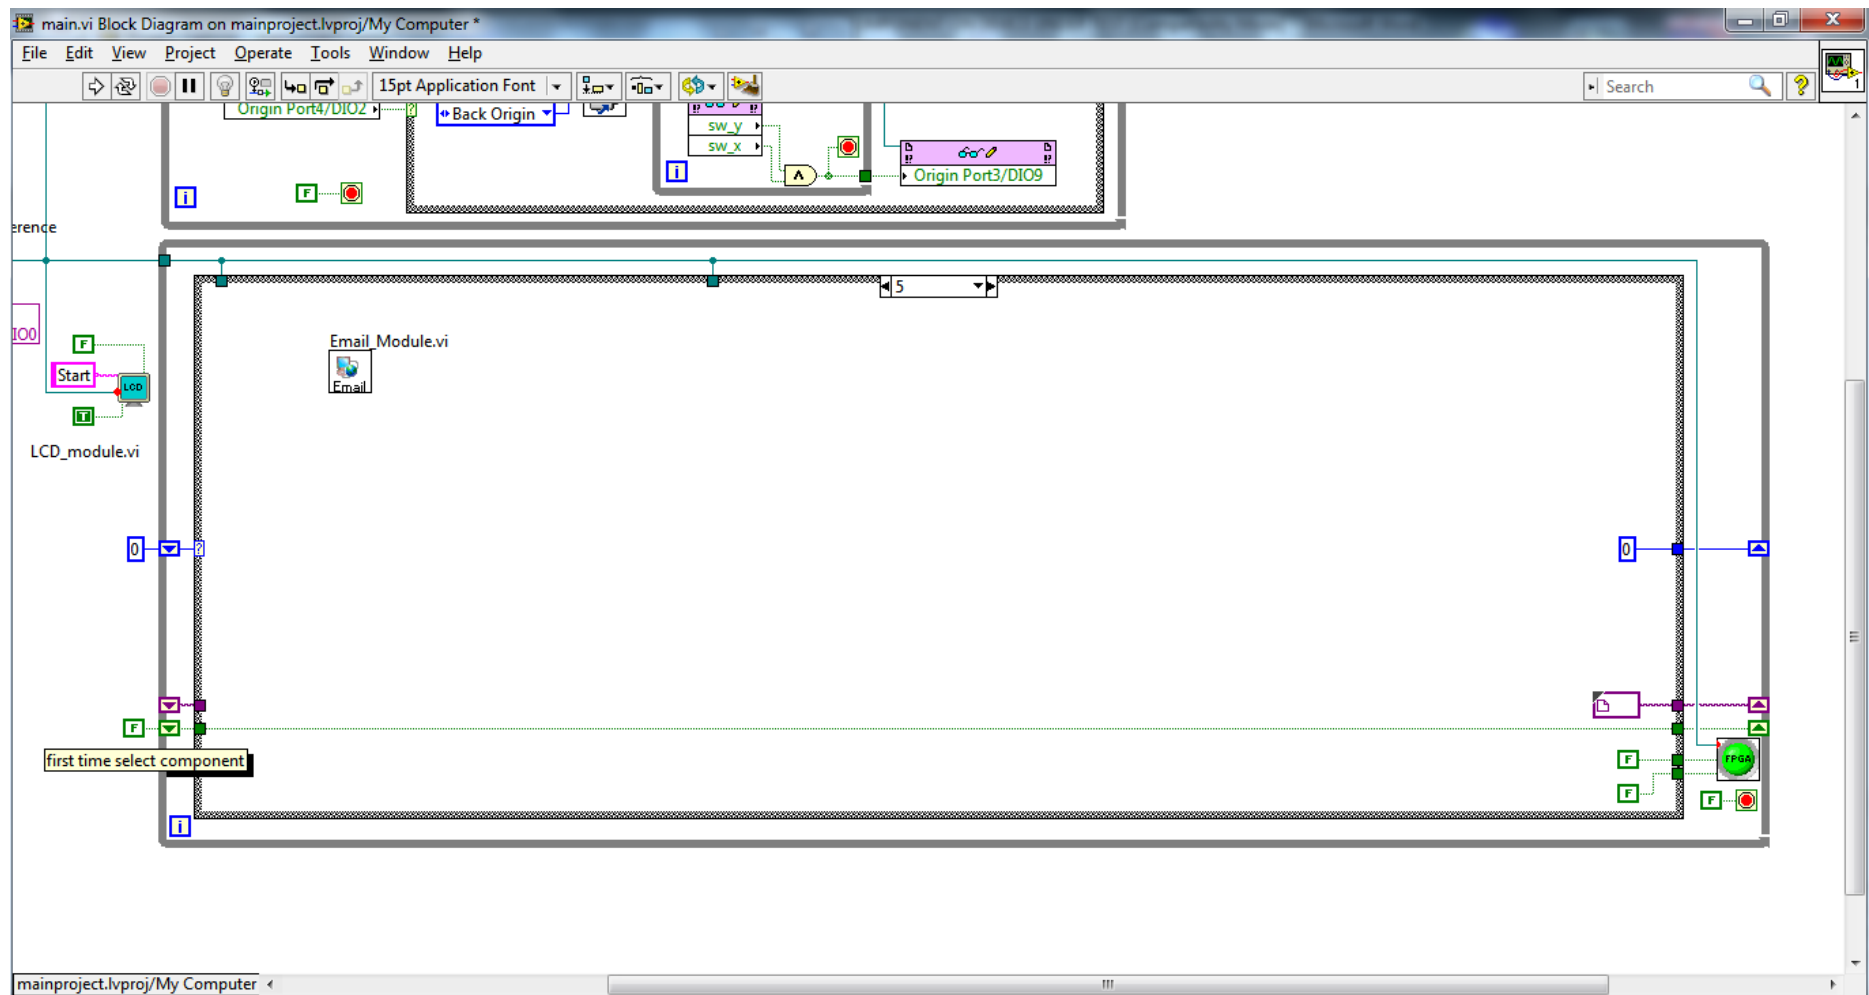 main.vi Block Diagram on mainproject.lvproj/My Computer *
File Edit View Project Operate Tools Window Help
15pt Application Font
Search
1
Origin Port4/DIO2
Back Origin
sw_y
sw_x
Origin Port3/DIO9
i
F
i
erence
5
Email_Module.vi
Email
IO0
F
Start
LCD
T
LCD_module.vi
0
?
0
F
first time select component
F
FPGA
F
F
i
mainproject.lvproj/My Computer